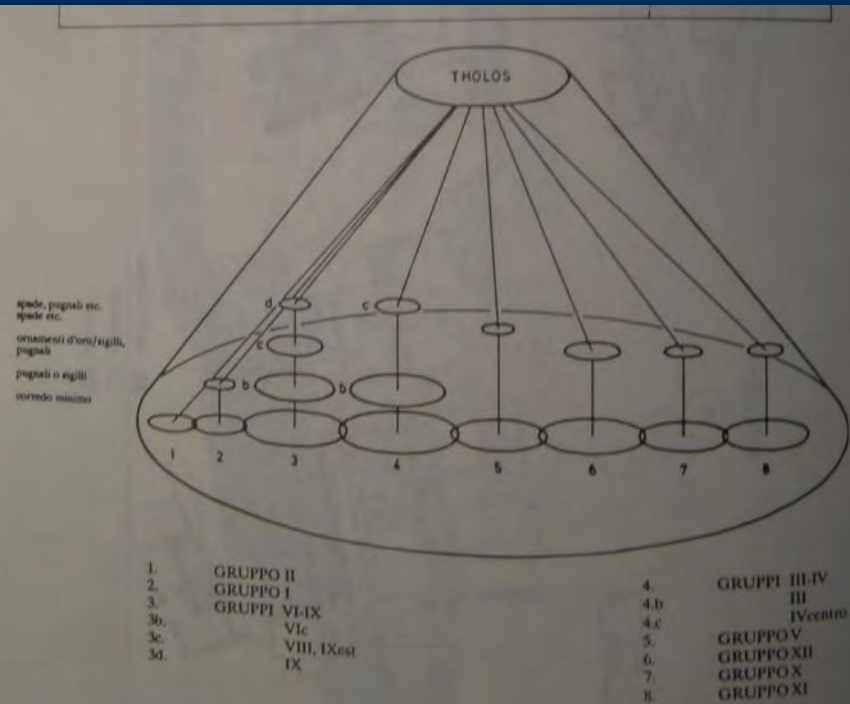 THOLOS
spade, pugnali etc.
spade etc.
ornamenti d'oro/sigilli,
pugnali
pugnali o sigilli
corredo minimo
d
c
c
b
b
1 2 3 4 5 6 7 8
1. GRUPPO II
2. GRUPPO I
3. GRUPPI VI-IX
3b. VIc
3c. VIII, IXest
3d. IX
4. GRUPPI III-IV
4.b III
4.c IVcentro
5. GRUPPO V
6. GRUPPO XII
7. GRUPPO X
8. GRUPPO XI